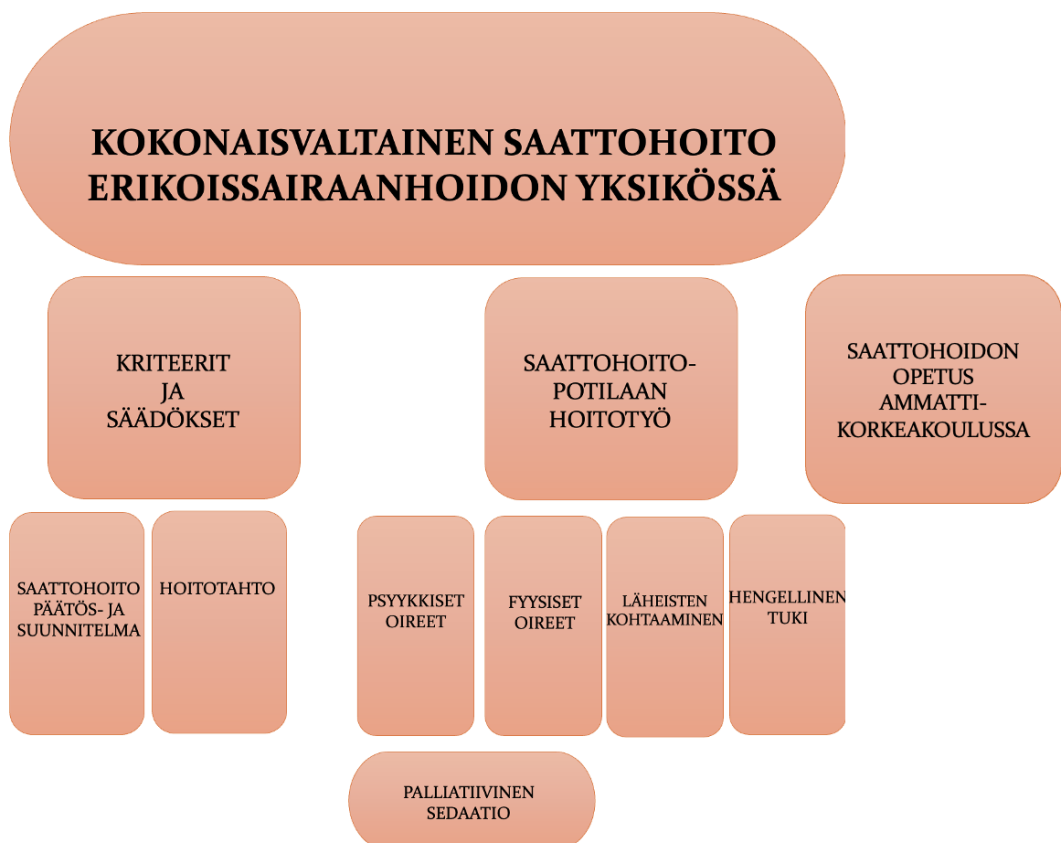 KOKONAISVALTAINEN SAATTOHOITO
ERIKOISSAIRAANHOIDON YKSIKÖSSÄ
KRITEERIT
JA
SÄÄDÖKSET
SAATTOHOITO-
POTILAAN
HOITOTYÖ
SAATTOHOIDON
OPETUS
AMMATTI-
KORKEAKOULUSSA
SAATTOHOITO
PÄÄTÖS- JA
SUUNNITELMA
HOITOTAHTO
PSYYKKISET
OIREET
FYYSISET
OIREET
LÄHEISTEN
KOHTAAMINEN
HENGELLINEN
TUKI
PALLIATIIVINEN
SEDAATIO